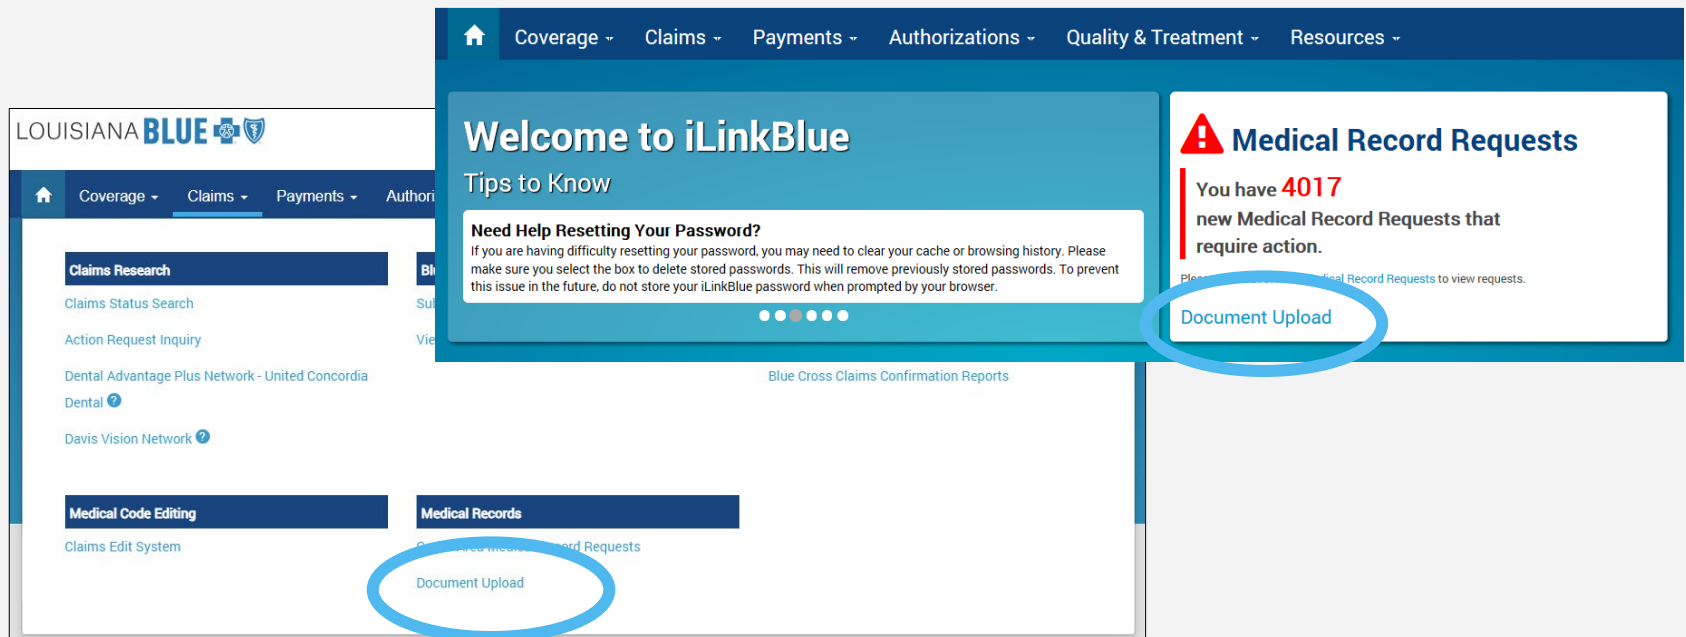 Coverage Claims Payments Authorizations Quality & Treatment Resources
Welcome to iLinkBlue
Tips to Know
Need Help Resetting Your Password?
If you are having difficulty resetting your password, you may need to clear your cache or browsing history. Please
make sure you select the box to delete stored passwords. This will remove previously stored passwords. To prevent
this issue in the future, do not store your iLinkBlue password when prompted by your browser.
Medical Record Requests
You have 4017
new Medical Record Requests that
require action.
Medical Record Requests to view requests.
Document Upload
LOUISIANA BLUE
Coverage Claims Payments
Claims Research
Claims Status Search
Action Request Inquiry
Dental Advantage Plus Network - United Concordia
Dental ?
Davis Vision Network ?
Blue Cross Claims Confirmation Reports
Medical Code Editing
Claims Edit System
Medical Records
Record Requests
Document Upload